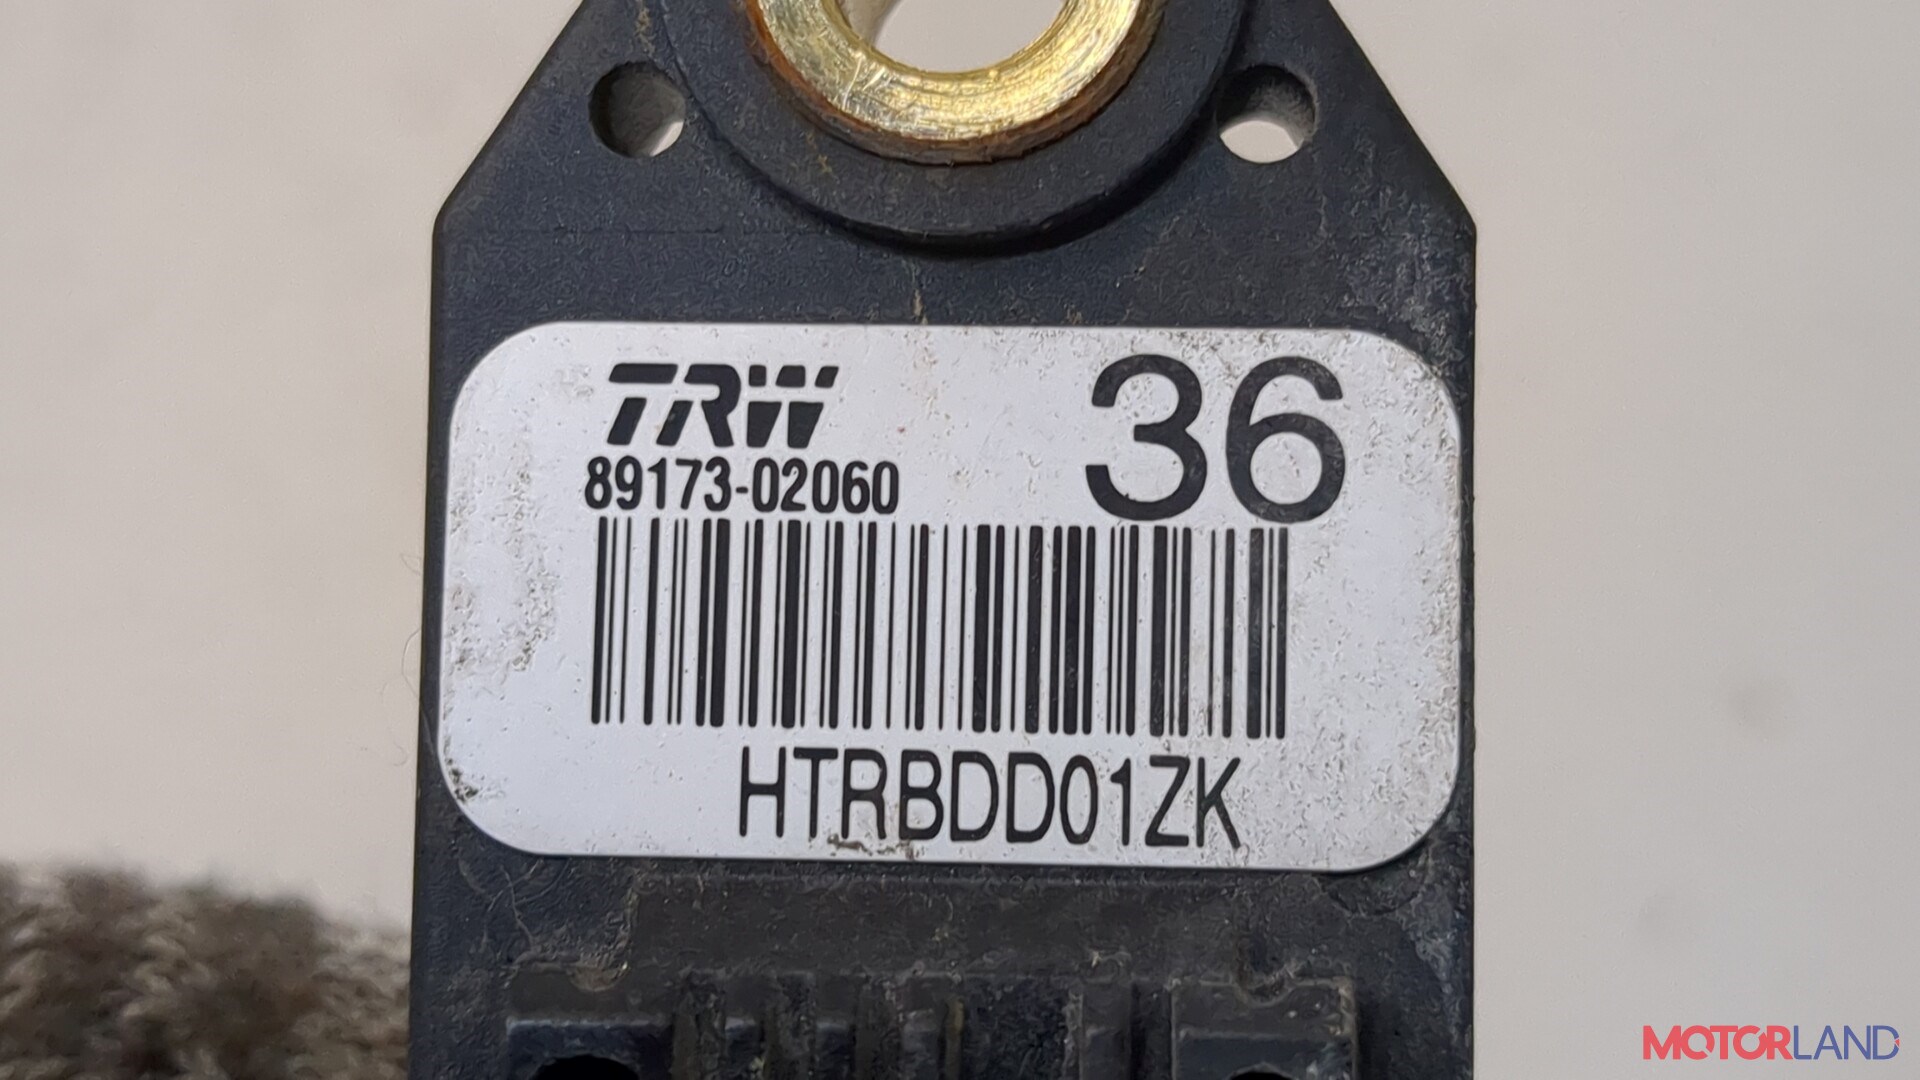 TRW
36
89173-02060
HTRBDD01ZK
MOTORLAND